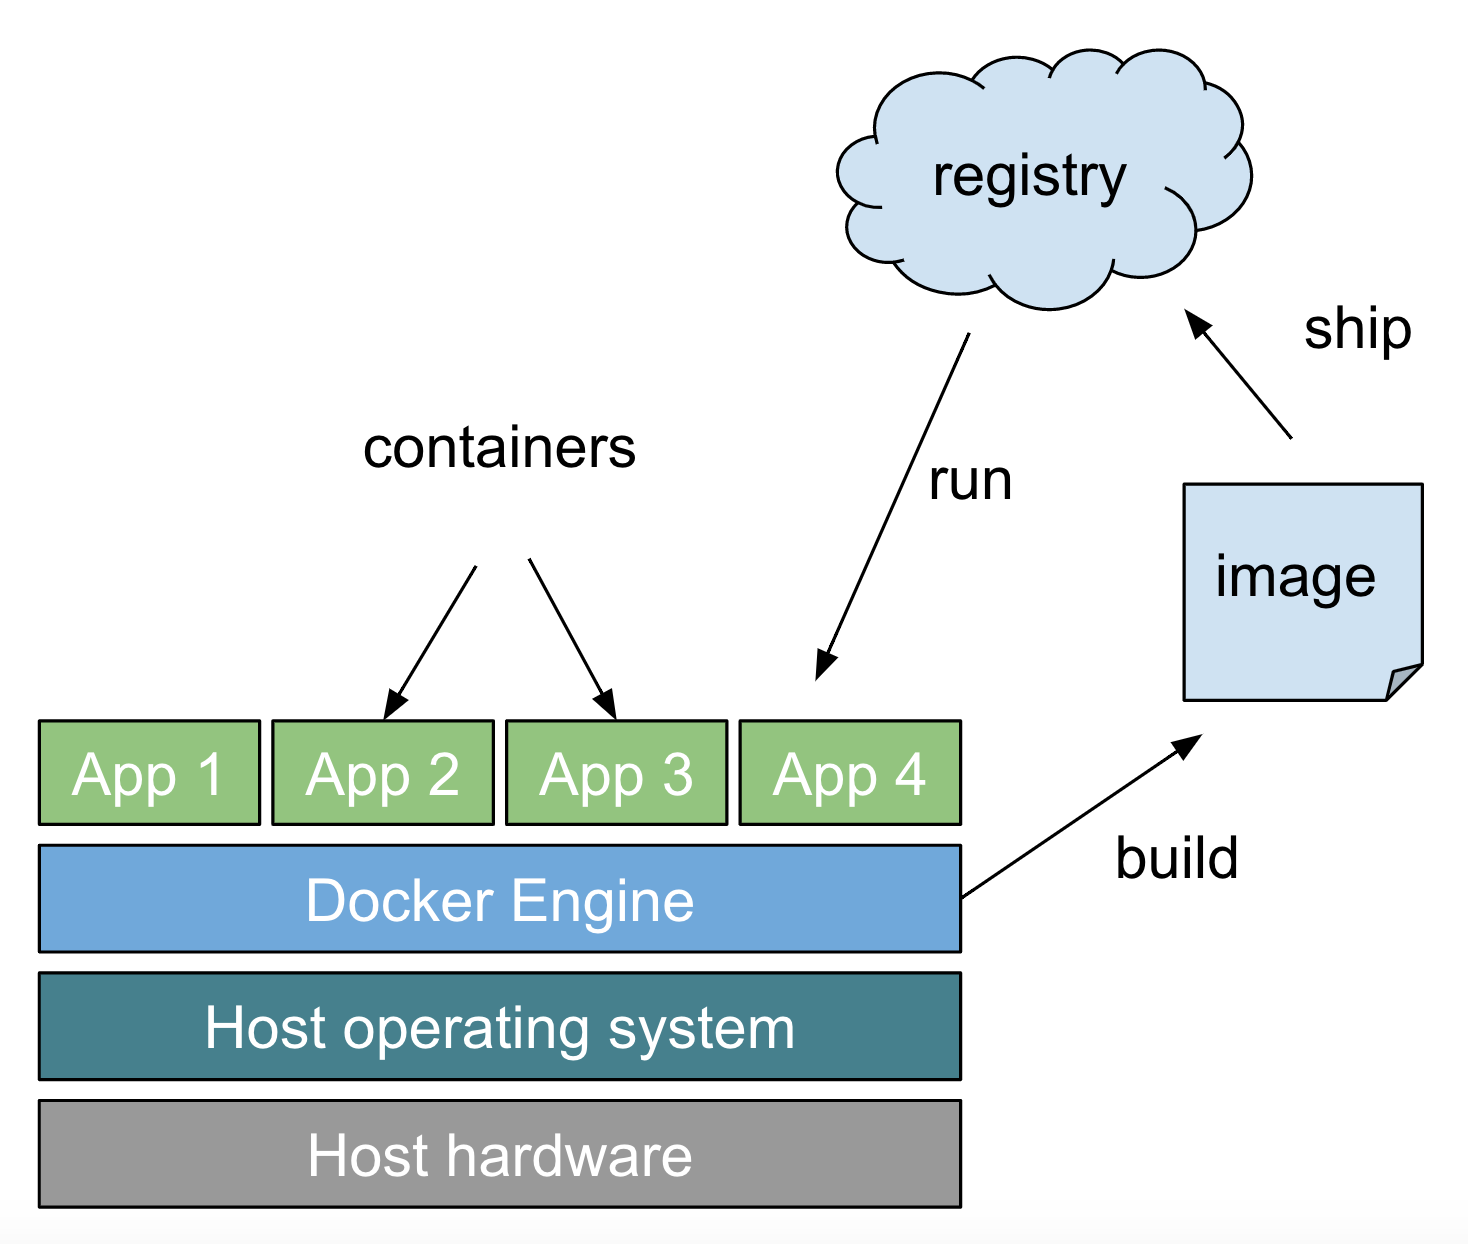 registry
ship
containers
run
image
App 1
App 2
App 3
App 4
build
Docker Engine
Host operating system
Host hardware